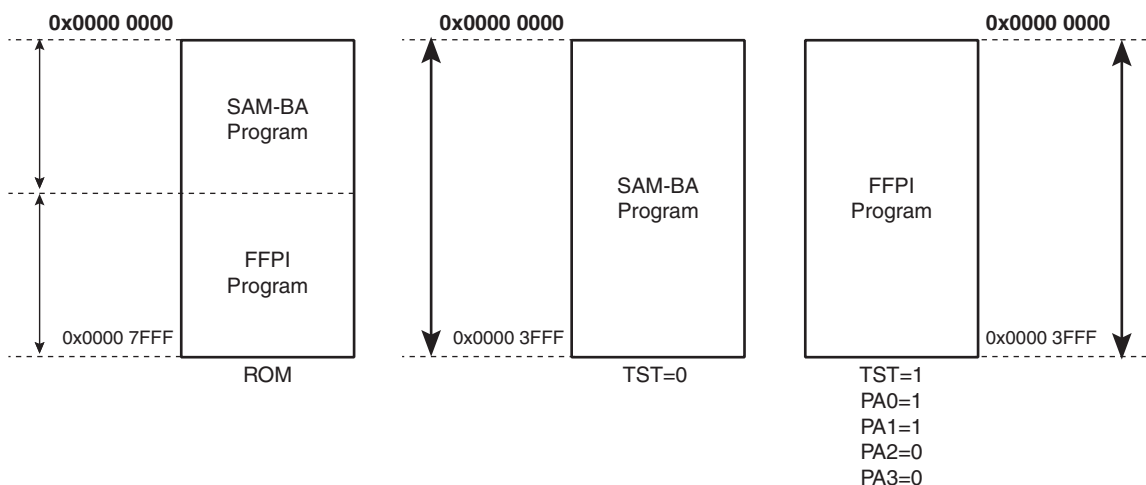 0x0000 0000
SAM-BA
Program
FFPI
Program
0x0000 7FFF
ROM
0x0000 0000
SAM-BA
Program
0x0000 3FFF
TST=0
0x0000 0000
FFPI
Program
0x0000 3FFF
TST=1
PA0=1
PA1=1
PA2=0
PA3=0